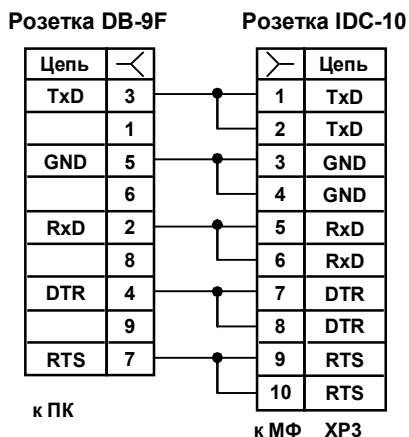 Розетка DB-9F Розетка IDC-10
Цепь Цепь
TxD 3 1 TxD
1 2 TxD
GND 5 3 GND
6 4 GND
RxD 2 5 RxD
8 6 RxD
DTR 4 7 DTR
9 8 DTR
RTS 7 9 RTS
10 RTS
к ПК
к МФ XP3